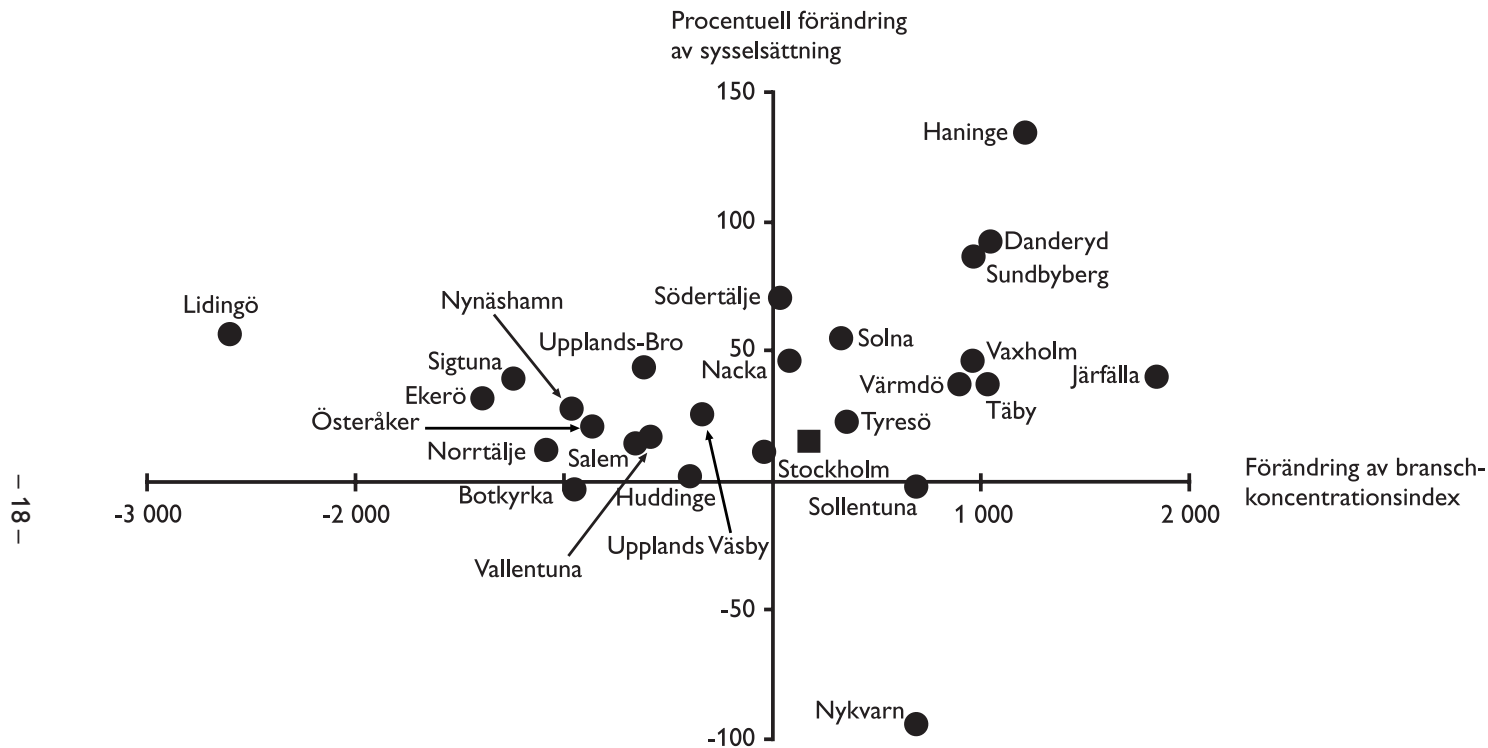 Procentuell förändring
av sysselsättning
150
Haninge
100
Danderyd
Sundbyberg
Södertälje
Nynäshamn
Lidingö
Solna
Upplands-Bro
50
Vaxholm
Sigtuna
Nacka
Järfälla
Värmdö
Ekerö
Täby
Österåker
Tyresö
Norrtälje
Salem
Stockholm
Förändring av bransch-
koncentrationsindex
Botkyrka
Huddinge
Sollentuna
-3 000
-2 000
1 000
2 000
Upplands Väsby
Vallentuna
-50
Nykvarn
-100
– 18 –